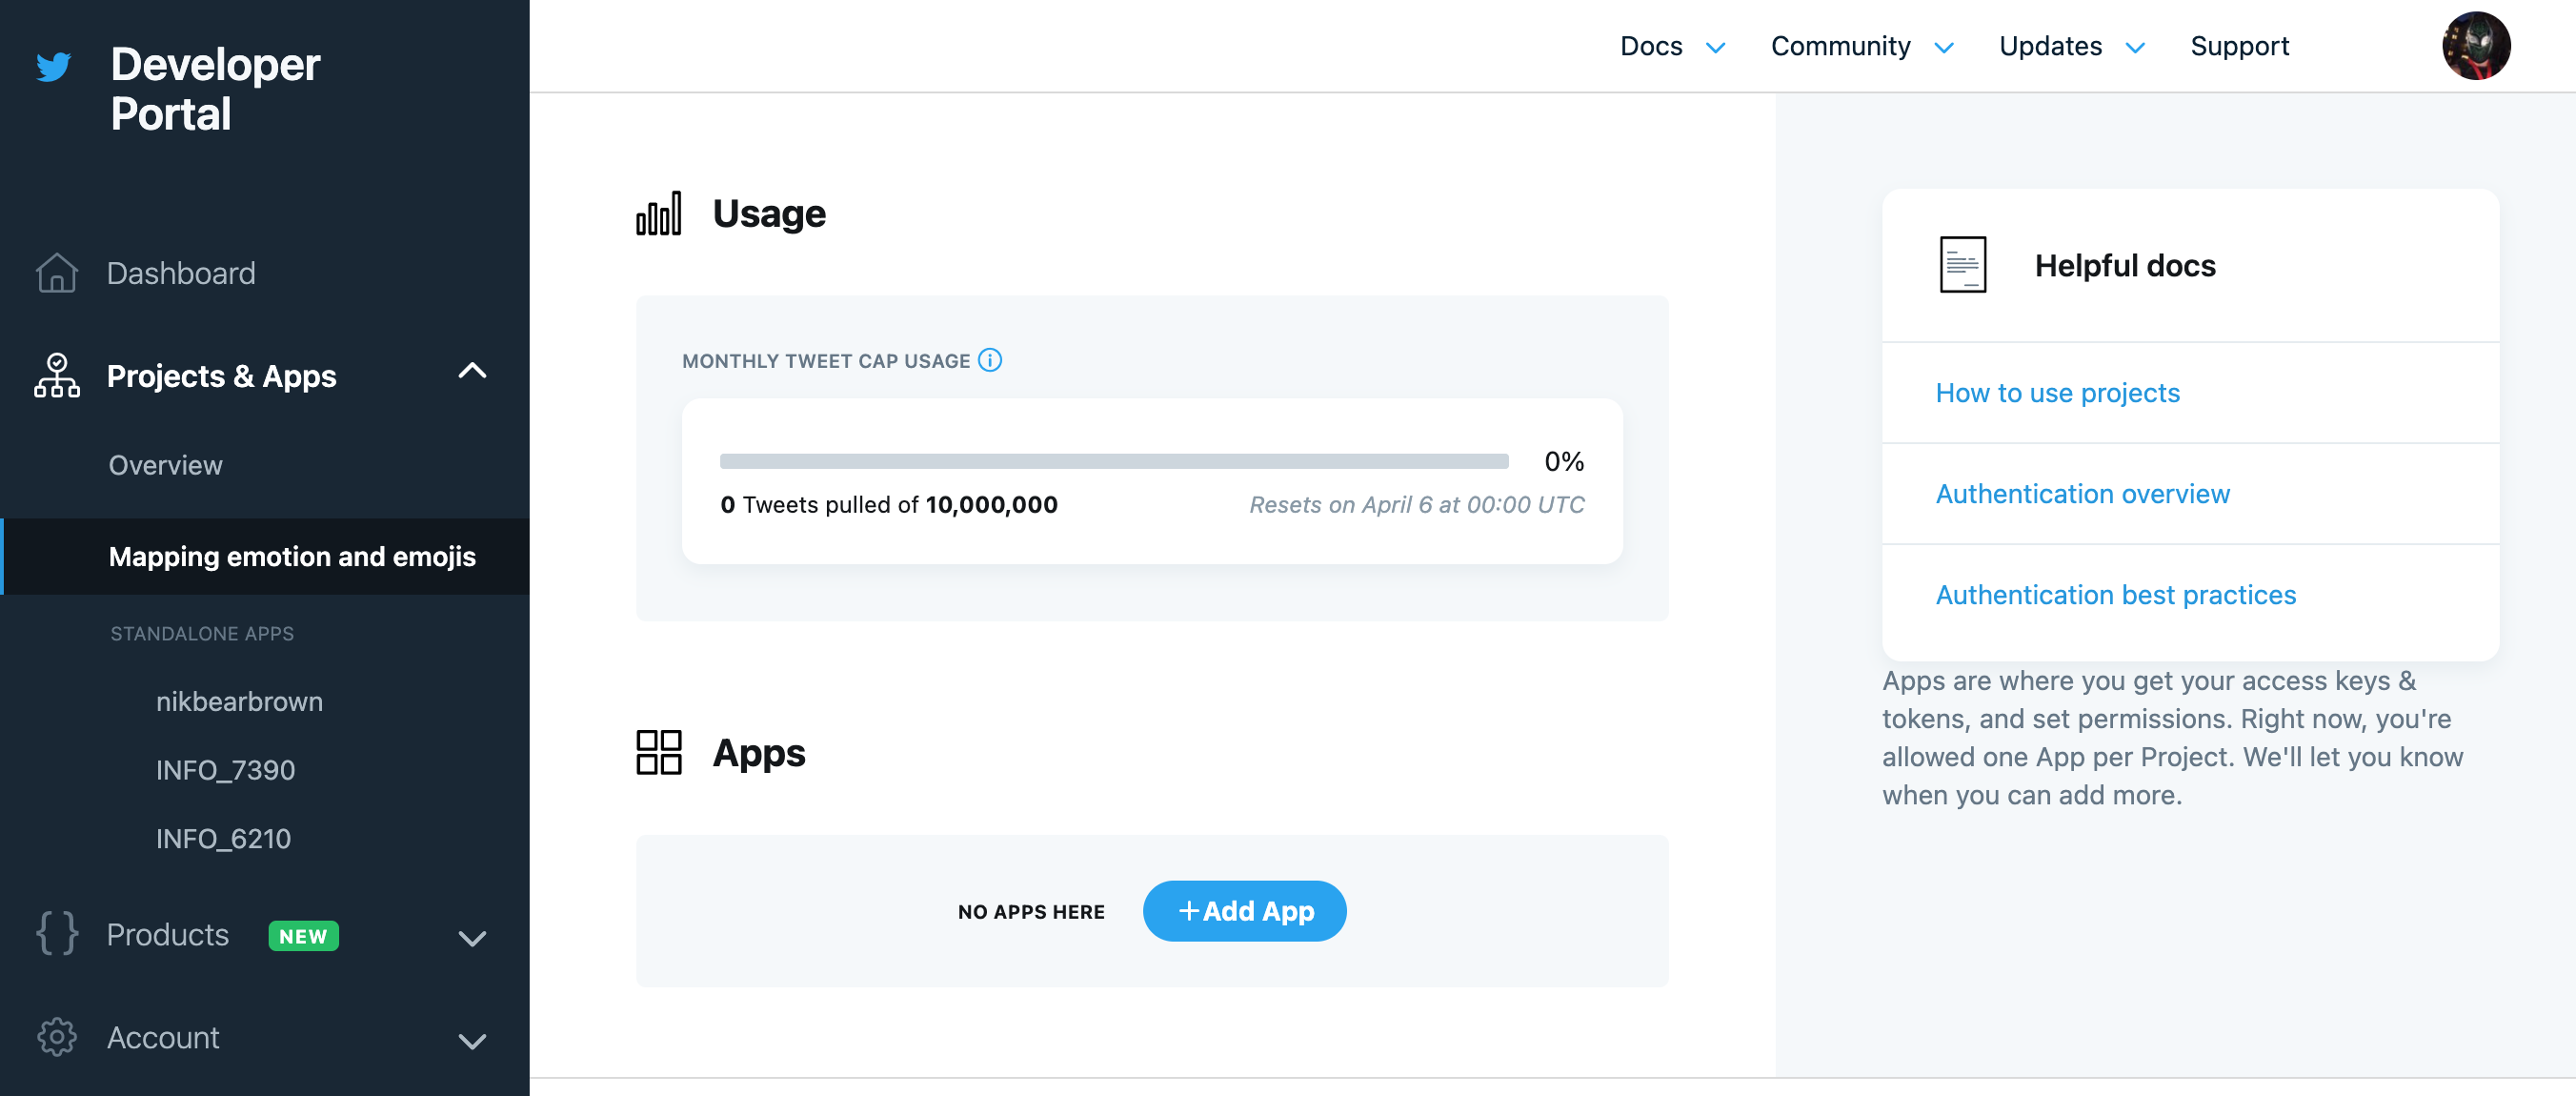 Developer
Portal
Docs
Community
Updates
Support
Dashboard
Projects & Apps
Overview
Mapping emotion and emojis
STANDALONE APPS
nikbearbrown
INFO_7390
INFO_6210
Products NEW
Account
Usage
MONTHLY TWEET CAP USAGE
0%
0 Tweets pulled of 10,000,000
Resets on April 6 at 00:00 UTC
Apps
NO APPS HERE
+Add App
Helpful docs
How to use projects
Authentication overview
Authentication best practices
Apps are where you get your access keys &
tokens, and set permissions. Right now, you're
allowed one App per Project. We'll let you know
when you can add more.